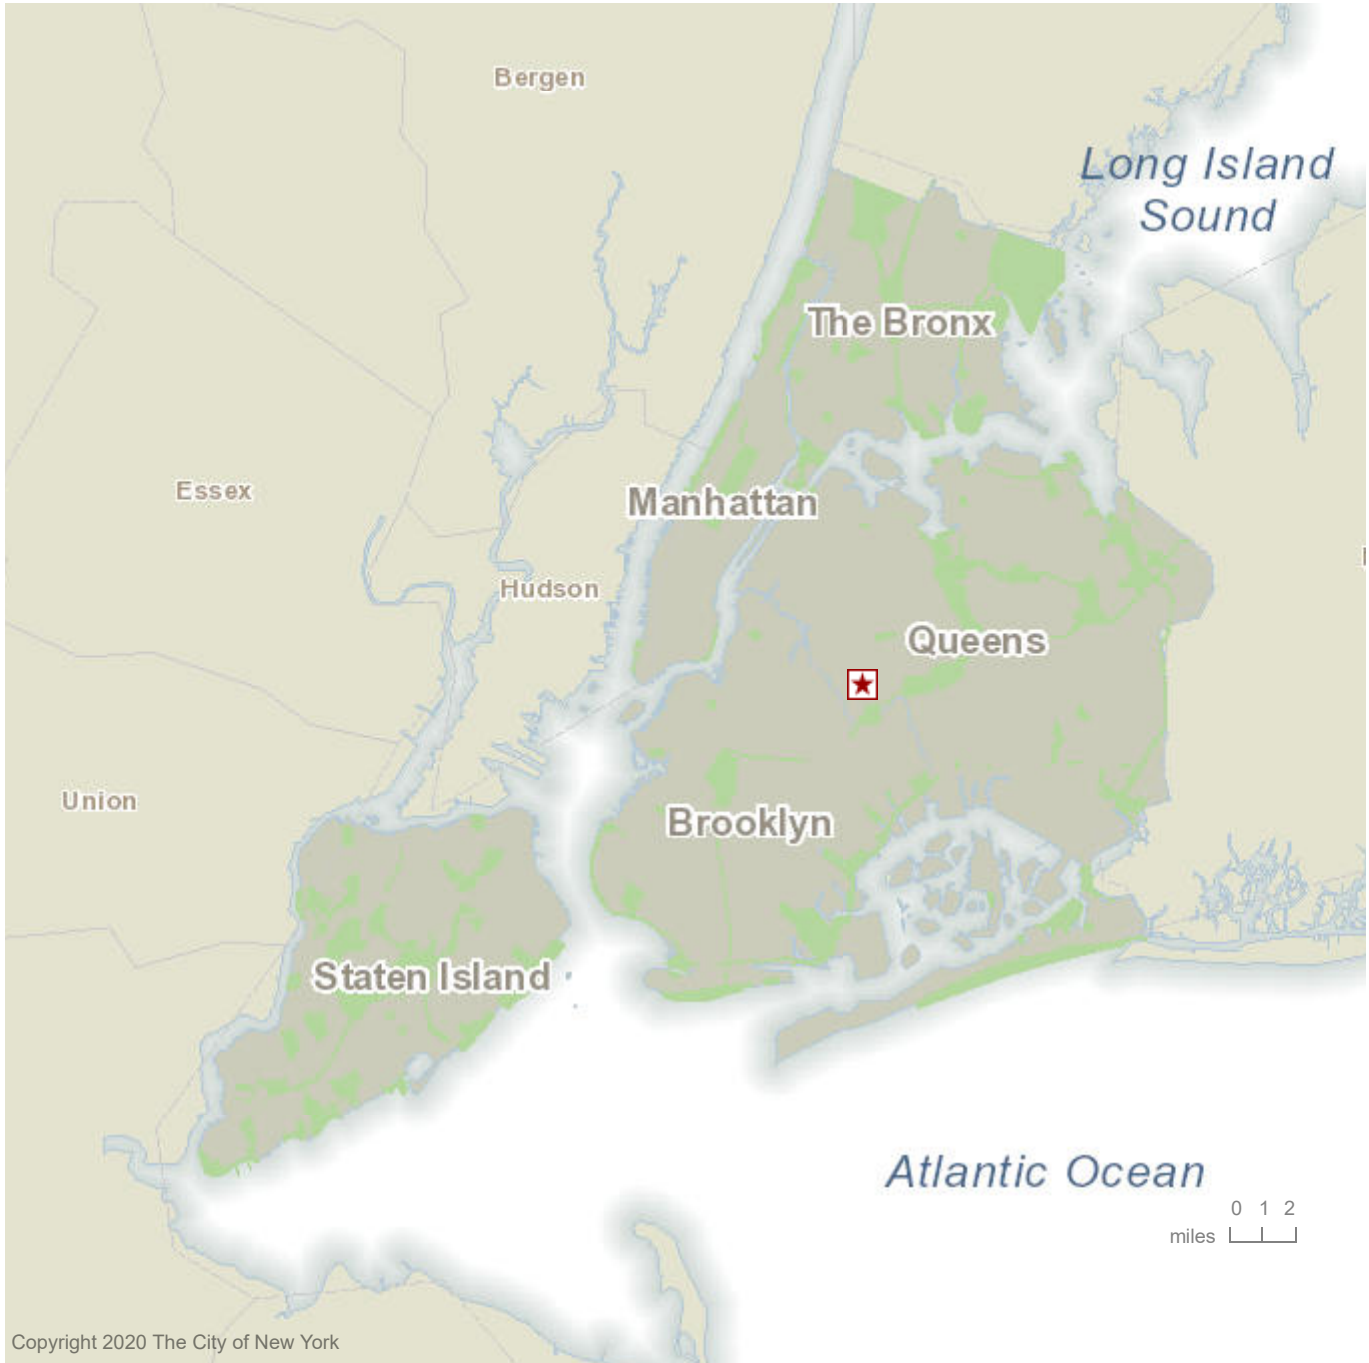 Bergen
Long Island
Sound
The Bronx
Essex
Manhattan
Hudson
Queens
Union
Brooklyn
Staten Island
Atlantic Ocean
0 1 2
miles
Copyright 2020 The City of New York